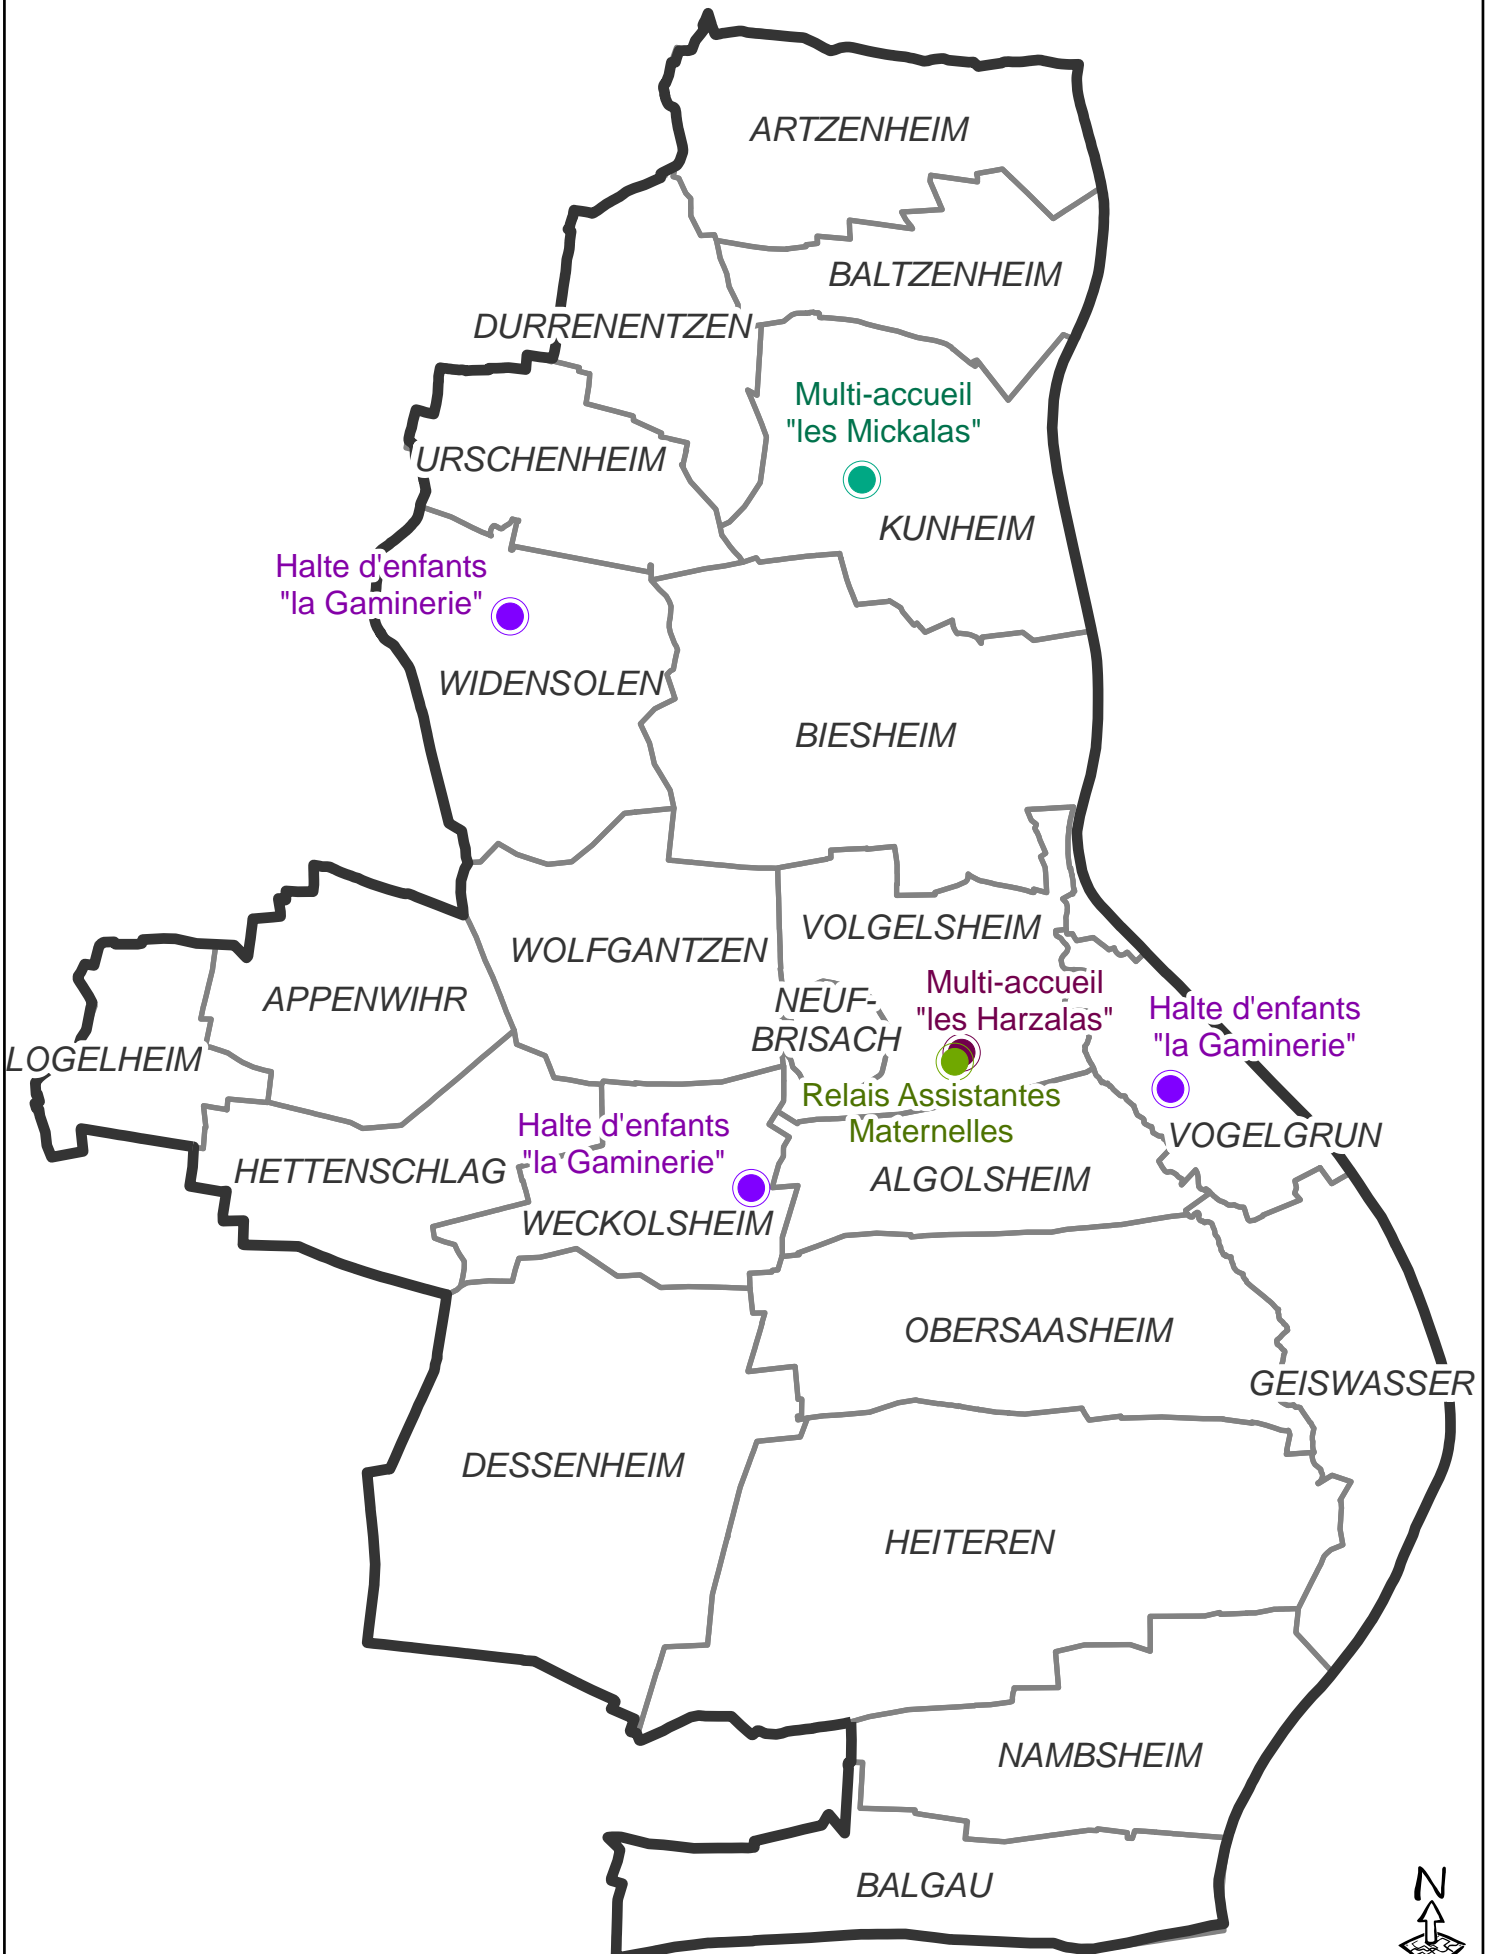 ARTZENHEIM
BALTZENHEIM
DURRENENTZEN
Multi-accueil
"les Mickalas"
URSCHENHEIM
KUNHEIM
Halte d'enfants
"la Gaminerie"
WIDENSOLEN
BIESHEIM
VOLGELSHEIM
WOLFGANTZEN
Multi-accueil
"les Harzalas"
NEUF-
BRISACH
APPENWIHR
Halte d'enfants
"la Gaminerie"
LOGELHEIM
Relais Assistantes
Maternelles
Halte d'enfants
"la Gaminerie"
VOGELGRUN
HETTENSCHLAG
ALGOLSHEIM
WECKOLSHEIM
OBERSAASHEIM
GEISWASSER
DESSENHEIM
HEITEREN
NAMBSHEIM
BALGAU
N